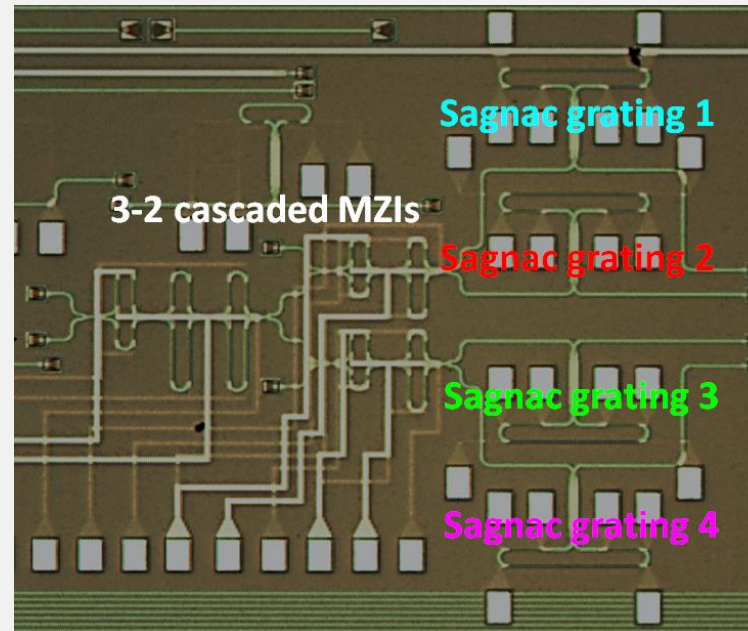 Sagnac grating 1
3-2 cascaded MZIs
Sagnac grating 2
Sagnac grating 3
Sagnac grating 4